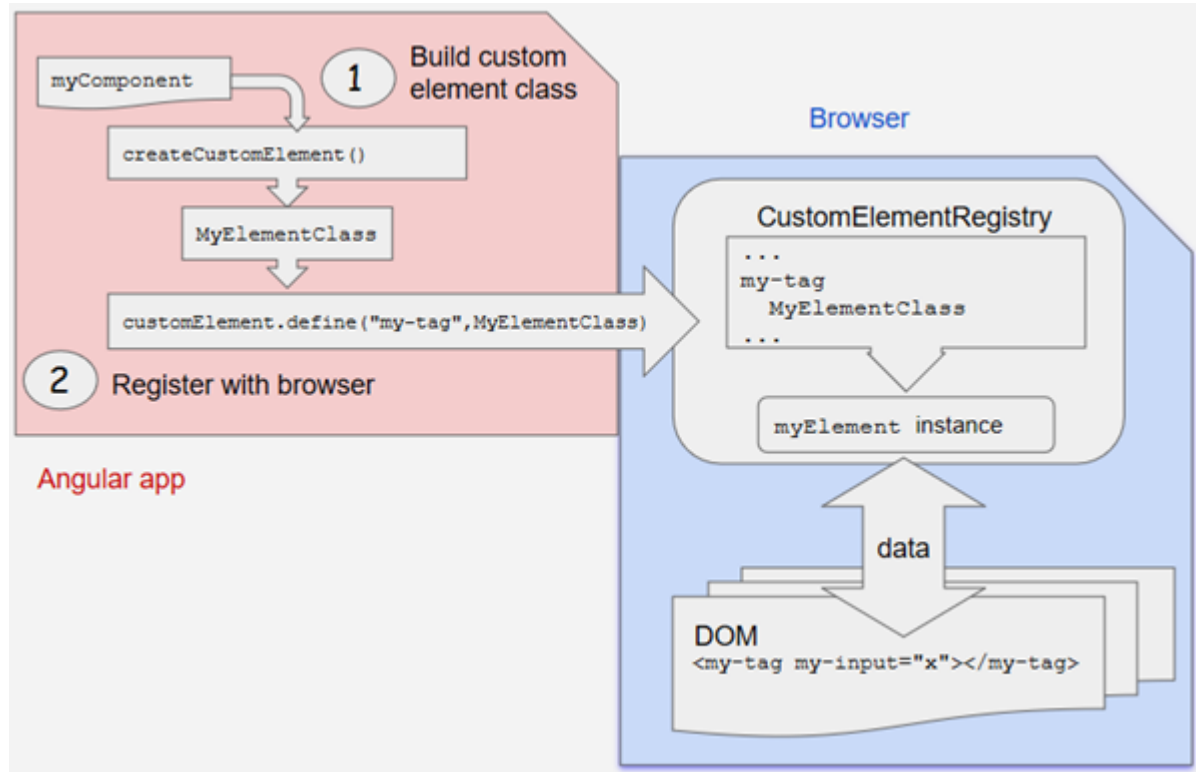 myComponent
1
Build custom
element class
createCustomElement()
MyElementClass
customElement.define("my-tag",MyElementClass)
2
Register with browser
Angular app
Browser
CustomElementRegistry
...
my-tag
MyElementClass
...
myElement instance
data
DOM
<my-tag my-input="x"></my-tag>